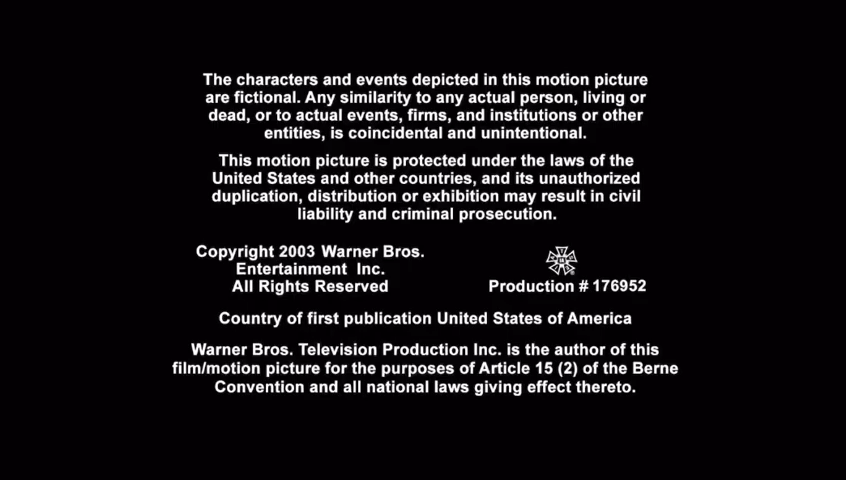 The characters and events depicted in this motion picture
are fictional. Any similarity to any actual person, living or
dead, or to actual events, firms, and institutions or other
entities, is coincidental and unintentional.
This motion picture is protected under the laws of the
United States and other countries, and its unauthorized
duplication, distribution or exhibition may result in civil
liability and criminal prosecution.
Copyright 2003 Warner Bros.
Entertainment Inc.
All Rights Reserved
Production # 176952
Country of first publication United States of America
Warner Bros. Television Production Inc. is the author of this
film/motion picture for the purposes of Article 15 (2) of the Berne
Convention and all national laws giving effect thereto.